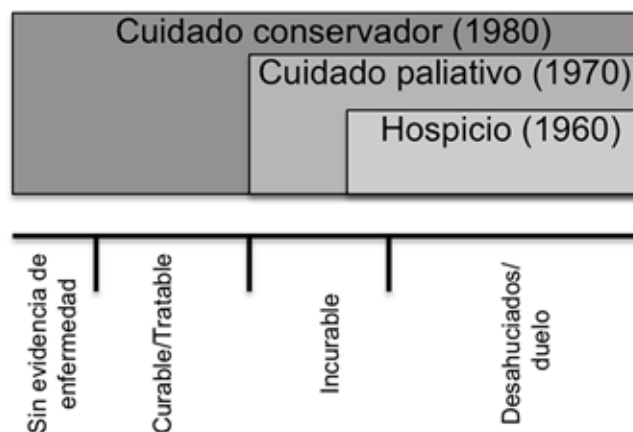 Cuidado conservador (1980)
Cuidado paliativo (1970)
Hospicio (1960)
Sin evidencia de
enfermedad
Curable/Tratable
Incurable
Desahuciados/
duelo